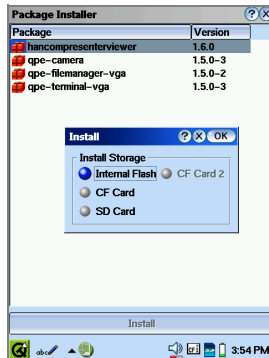 Package Installer
Package Version
hancompresenterviewer 1.6.0
qpe-camera 1.5.0-3
qpe-filemanager-vga 1.5.0-2
qpe-terminal-vga 1.5.0-3
Install ? X OK
Install Storage
Internal Flash CF Card 2
CF Card
SD Card
Install
abc 3:54 PM